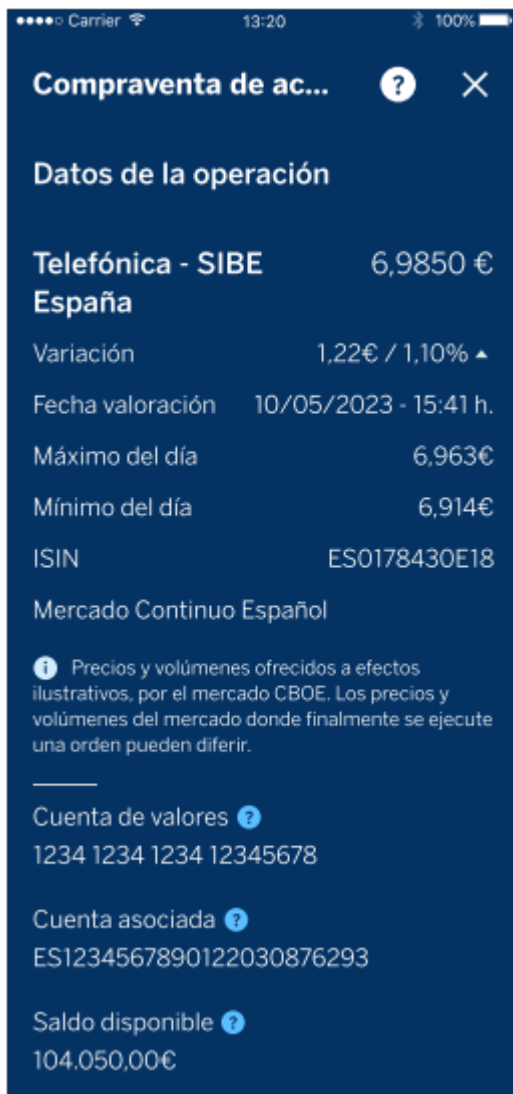 Carrier 13:20 100%
Compraventa de ac... ?
Datos de la operación
Telefónica - SIBE 6,9850 €
España
Variación 1,22€ / 1,10%
Fecha valoración 10/05/2023 - 15:41 h.
Máximo del día 6,963€
Mínimo del día 6,914€
ISIN ES0178430E18
Mercado Continuo Español
i Precios y volúmenes ofrecidos a efectos
ilustrativos, por el mercado CBOE. Los precios y
volúmenes del mercado donde finalmente se ejecute
una orden pueden diferir.
Cuenta de valores ?
1234 1234 1234 12345678
Cuenta asociada ?
ES1234567890122030876293
Saldo disponible ?
104.050,00€